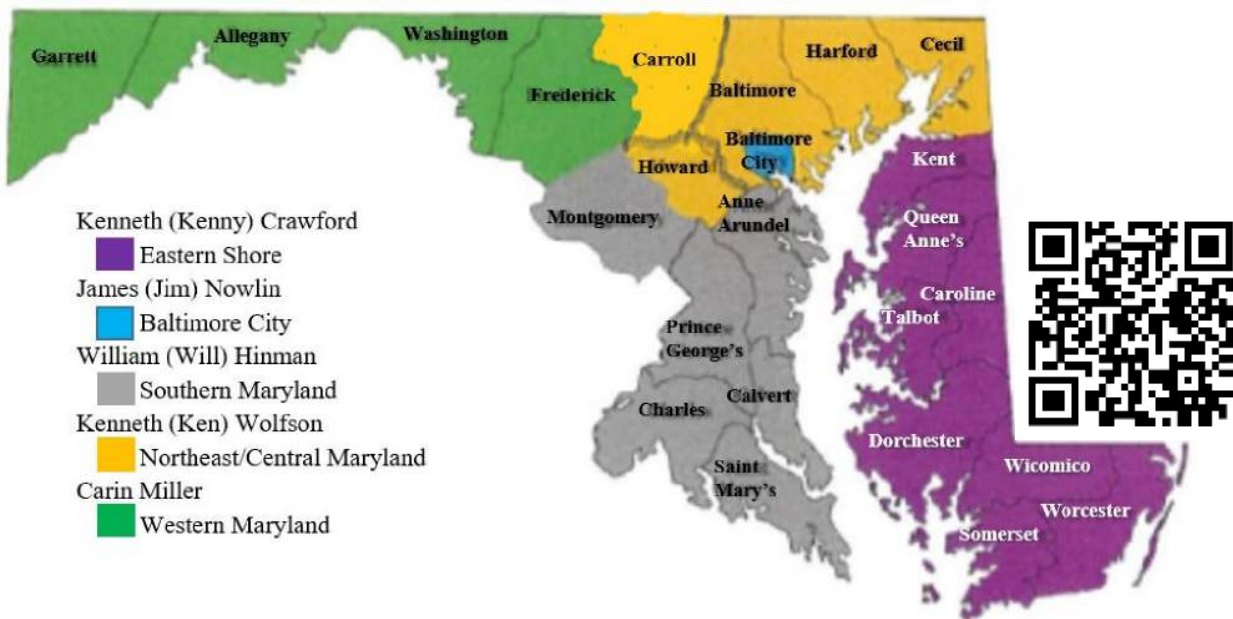 Garrett
Allegany
Washington
Frederick
Carroll
Baltimore
Harford
Cecil
Baltimore
City
Howard
Montgomery
Anne
Arundel
Kent
Queen
Anne's
Caroline
Talbot
Prince
George's
Charles
Calvert
Saint
Mary's
Dorchester
Wicomico
Worcester
Somerset
Kenneth (Kenny) Crawford
Eastern Shore
James (Jim) Nowlin
Baltimore City
William (Will) Hinman
Southern Maryland
Kenneth (Ken) Wolfson
Northeast/Central Maryland
Carin Miller
Western Maryland